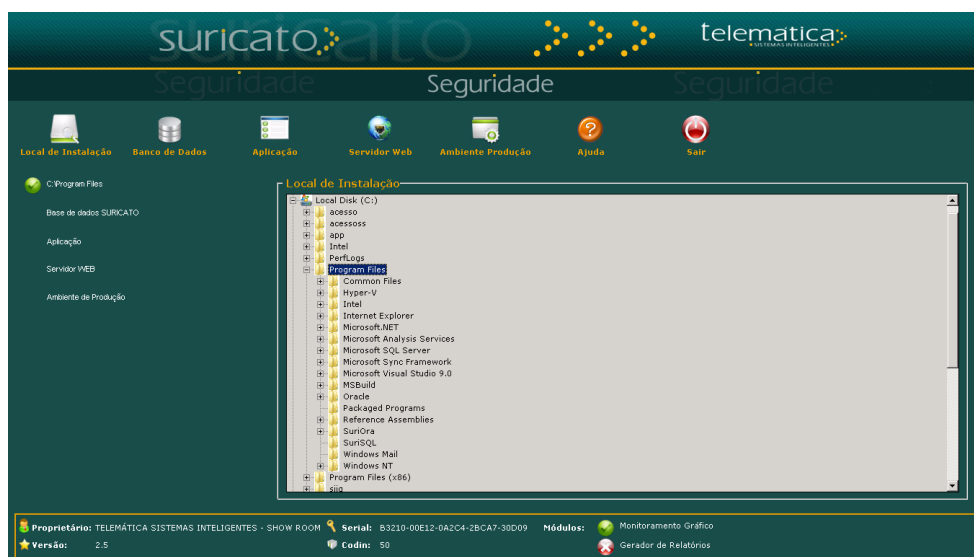 suricato
telemática
SISTEMAS INTELIGENTES
Seguridade
Seguridade
Seguridade
Local de Instalação
Banco de Dados
Aplicação
Servidor Web
Ambiente Produção
Ajuda
Sair
C:\Program Files
Base de dados SURICATO
Aplicação
Servidor WEB
Ambiente de Produção
Local de Instalação
Local Disk (C:)
acesso
acessoss
app
Intel
PerfLogs
Program Files
Common Files
Hyper-V
Intel
Internet Explorer
Microsoft.NET
Microsoft Analysis Services
Microsoft SQL Server
Microsoft Sync Framework
Microsoft Visual Studio 9.0
MSBuild
Oracle
Packaged Programs
Reference Assemblies
SuriOra
SuriSQL
Windows Mail
Windows NT
Program Files (x86)
siig
Proprietário: TELEMÁTICA SISTEMAS INTELIGENTES - SHOW ROOM
Serial: B3210-00E12-0A2C4-2BCA7-30D09
Módulos:
Monitoramento Gráfico
Versão: 2.5
Codin: 50
Gerador de Relatórios